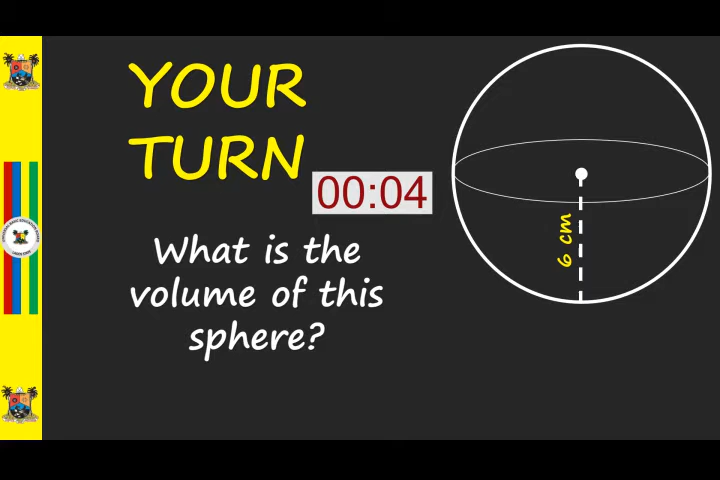 YOUR
TURN
00:04
What is the
volume of this
sphere?
6 cm